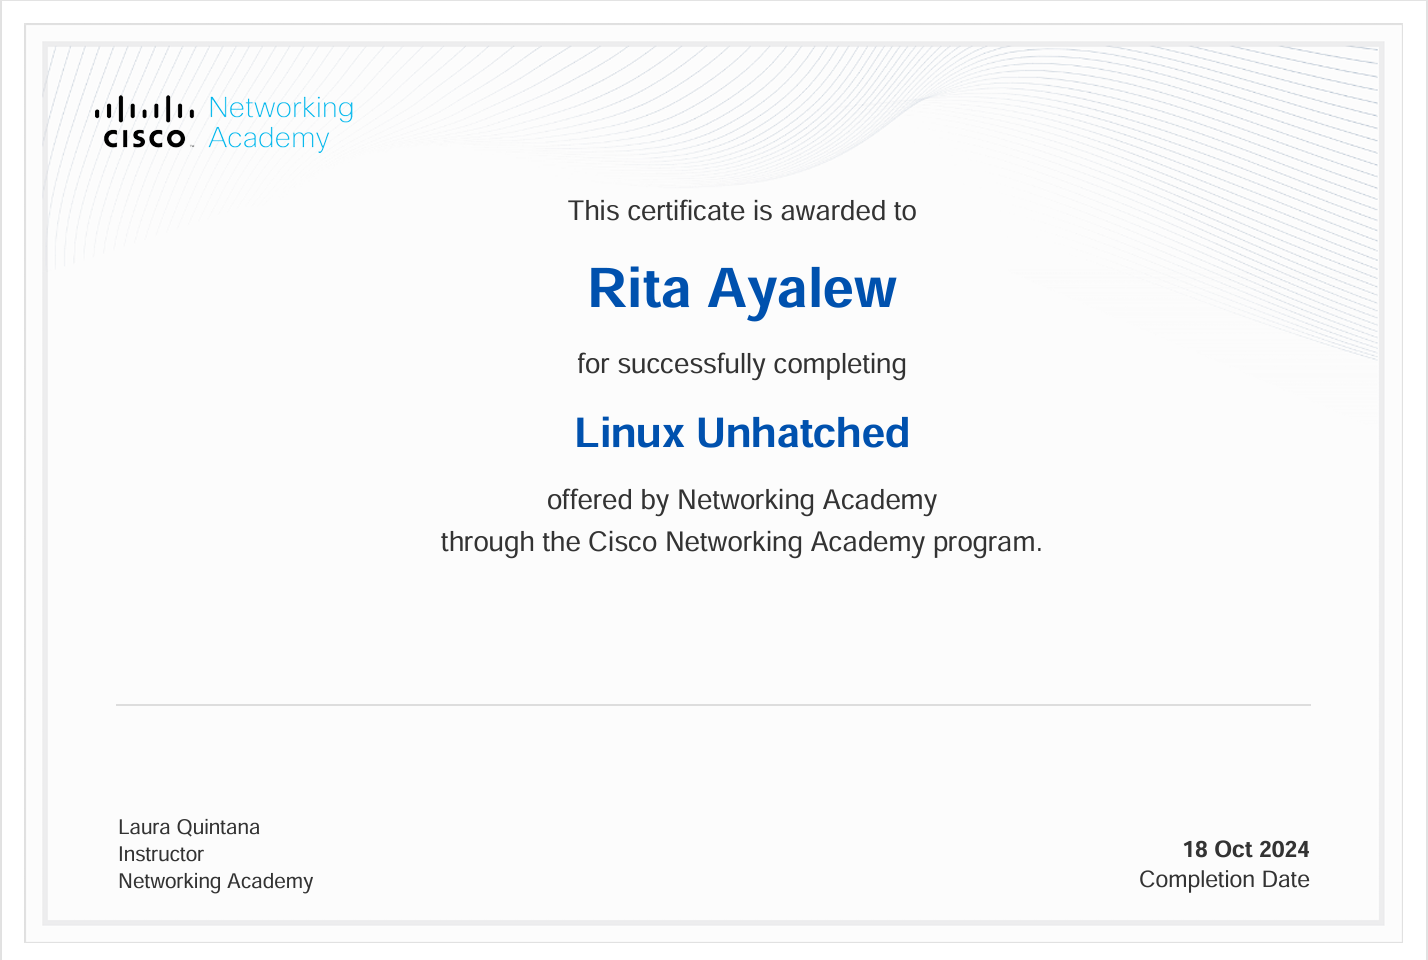 Networking
CISCO™ Academy
This certificate is awarded to
Rita Ayalew
for successfully completing
Linux Unhatched
offered by Networking Academy
through the Cisco Networking Academy program.
Laura Quintana
Instructor
Networking Academy
18 Oct 2024
Completion Date